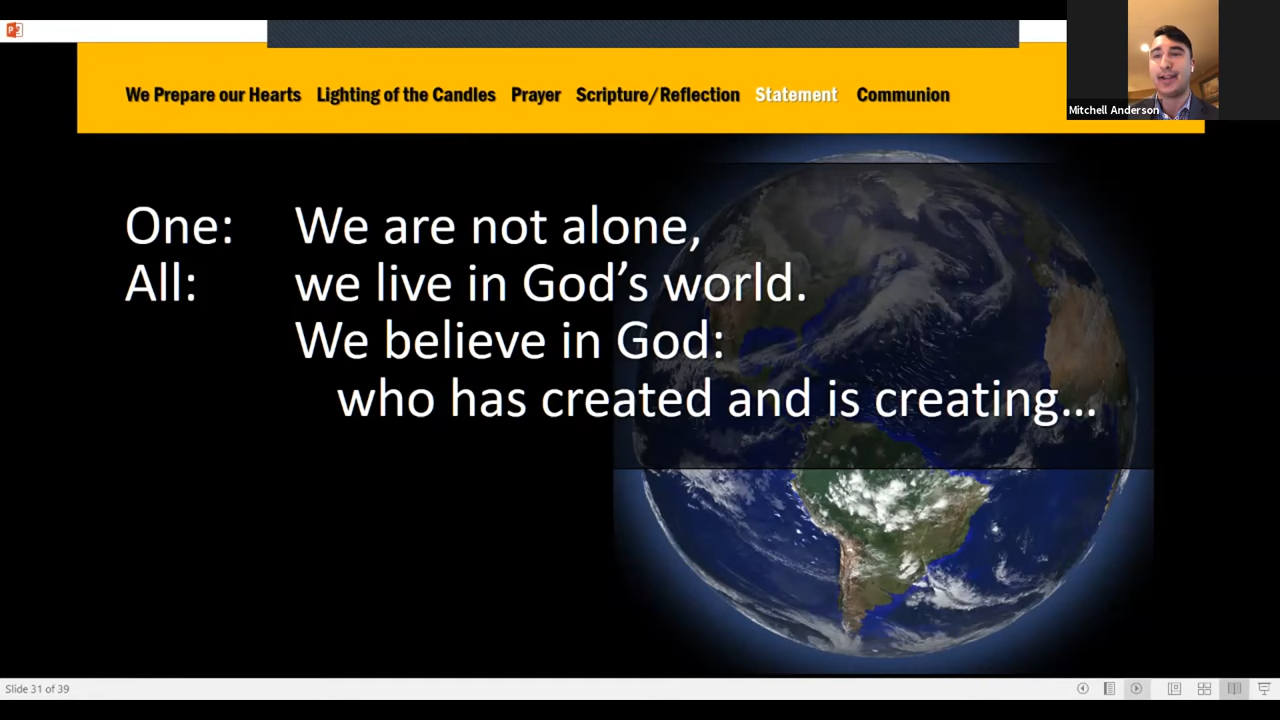 We Prepare our Hearts Lighting of the Candles Prayer Scripture/Reflection Statement Communion
Mitchell Anderson
One: We are not alone,
All: we live in God’s world.
We believe in God:
who has created and is creating...
Slide 31 of 39